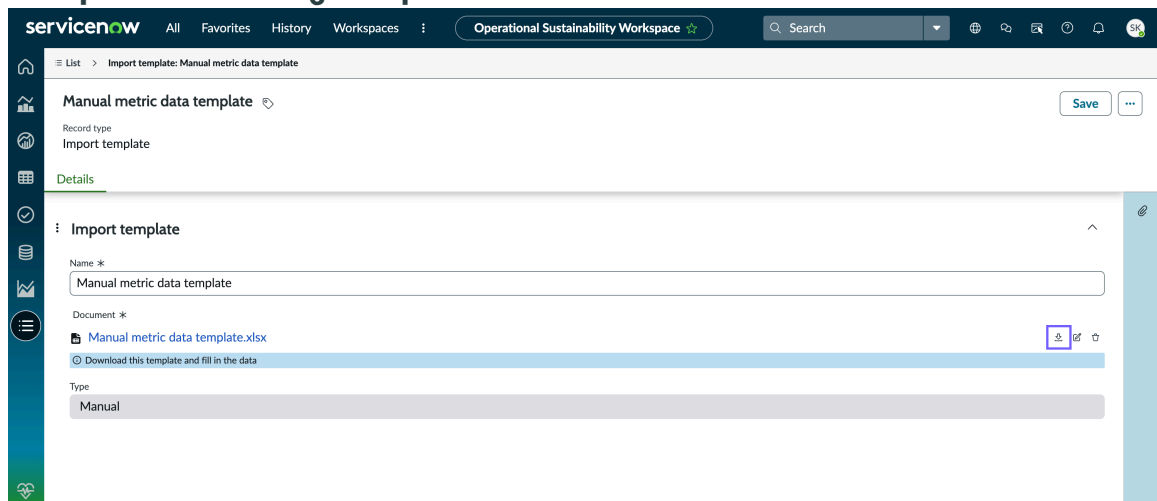 servicenow All Favorites History Workspaces Operational Sustainability Workspace Search SK
List > Import template: Manual metric data template
Manual metric data template
Save
Record type
Import template
Details
Import template
Name *
Manual metric data template
Document *
Manual metric data template.xlsx
Download this template and fill in the data
Type
Manual